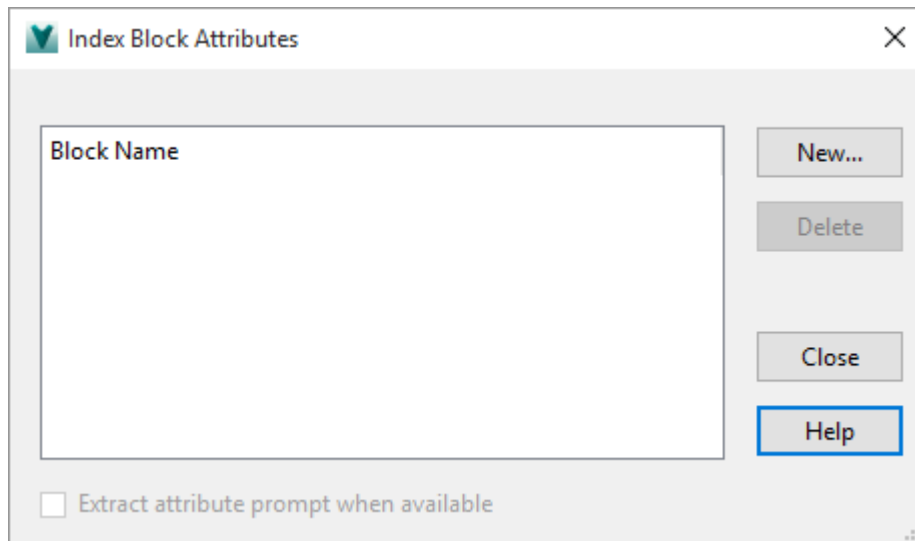 Index Block Attributes
Block Name
New...
Delete
Close
Help
Extract attribute prompt when available